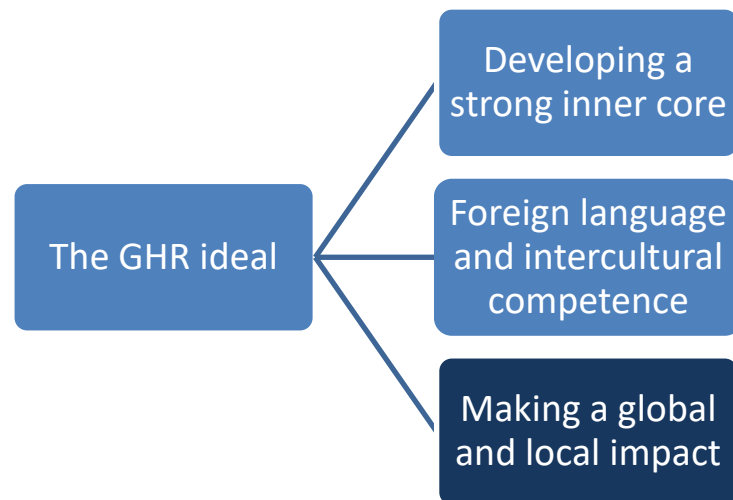 The GHR ideal
Developing a
strong inner core
Foreign language
and intercultural
competence
Making a global
and local impact